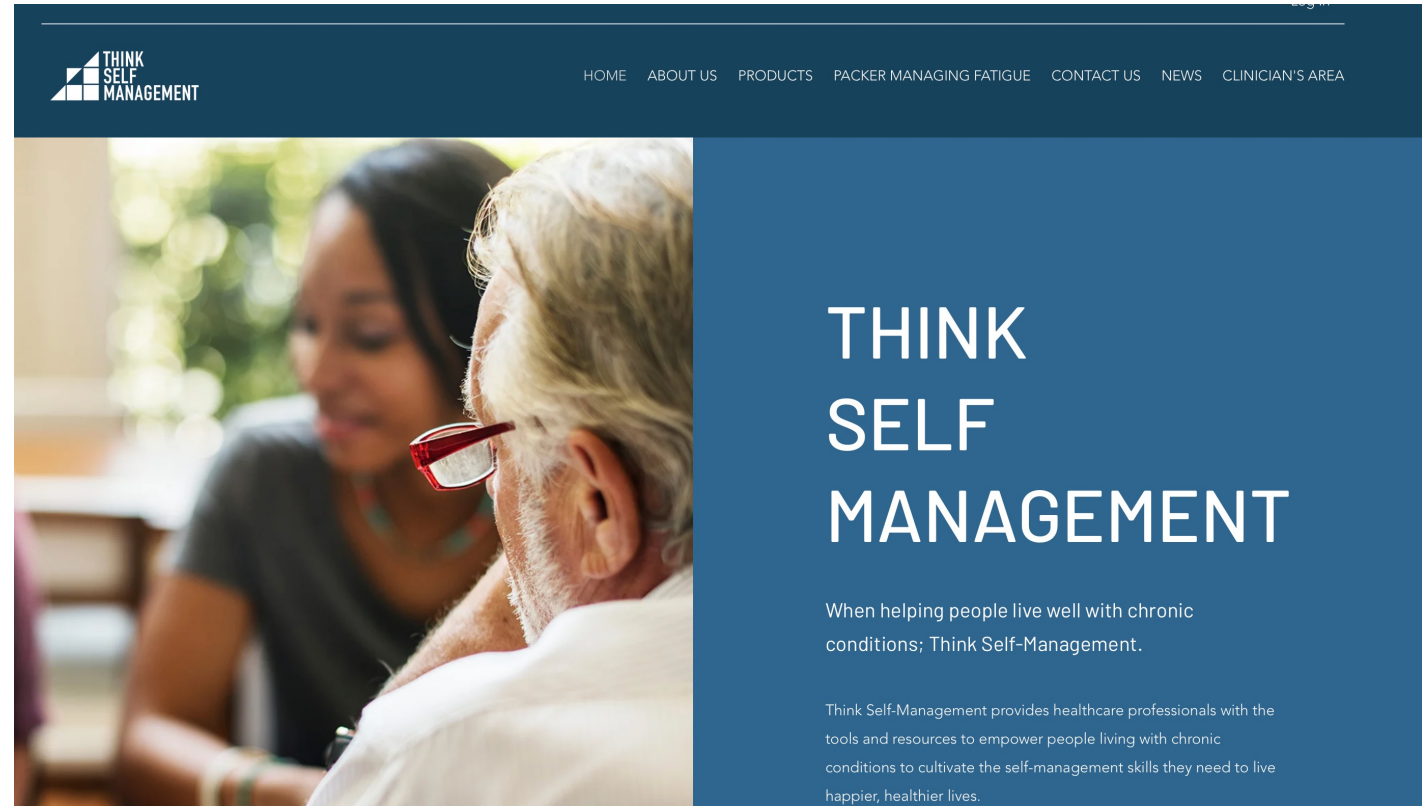 Log In
THINK
SELF
MANAGEMENT
HOME ABOUT US PRODUCTS PACKER MANAGING FATIGUE CONTACT US NEWS CLINICIAN'S AREA
THINK
SELF
MANAGEMENT
When helping people live well with chronic
conditions; Think Self-Management.
Think Self-Management provides healthcare professionals with the
tools and resources to empower people living with chronic
conditions to cultivate the self-management skills they need to live
happier, healthier lives.